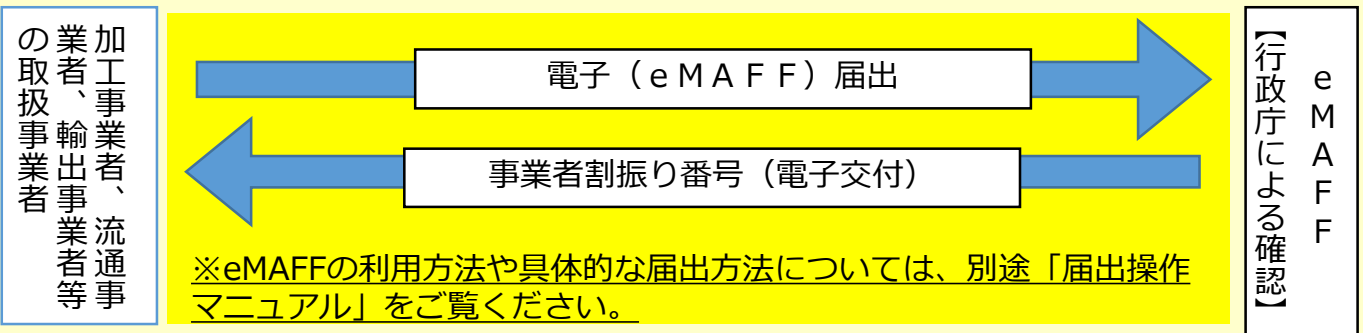 加工事業者、流通事
業者、輸出事業者等
の取扱事業者
電子（ｅＭＡＦＦ）届出
事業者割振り番号（電子交付）
※eMAFFの利用方法や具体的な届出方法については、別途「届出操作
マニュアル」をご覧ください。
ｅＭＡＦＦ
【行政庁による確認】